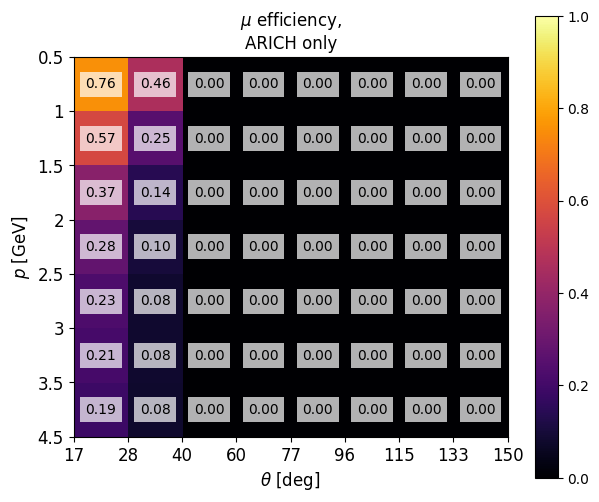 μ efficiency,
ARICH only
1.0
0.5
0.76 0.46 0.00 0.00 0.00 0.00 0.00 0.00
1
0.8
0.57 0.25 0.00 0.00 0.00 0.00 0.00 0.00
1.5
0.37 0.14 0.00 0.00 0.00 0.00 0.00 0.00
0.6
2
p [GeV]
0.28 0.10 0.00 0.00 0.00 0.00 0.00 0.00
2.5
0.4
0.23 0.08 0.00 0.00 0.00 0.00 0.00 0.00
3
0.21 0.08 0.00 0.00 0.00 0.00 0.00 0.00
3.5
0.2
0.19 0.08 0.00 0.00 0.00 0.00 0.00 0.00
4.5
17 28 40 60 77 96 115 133 150
0.0
θ [deg]